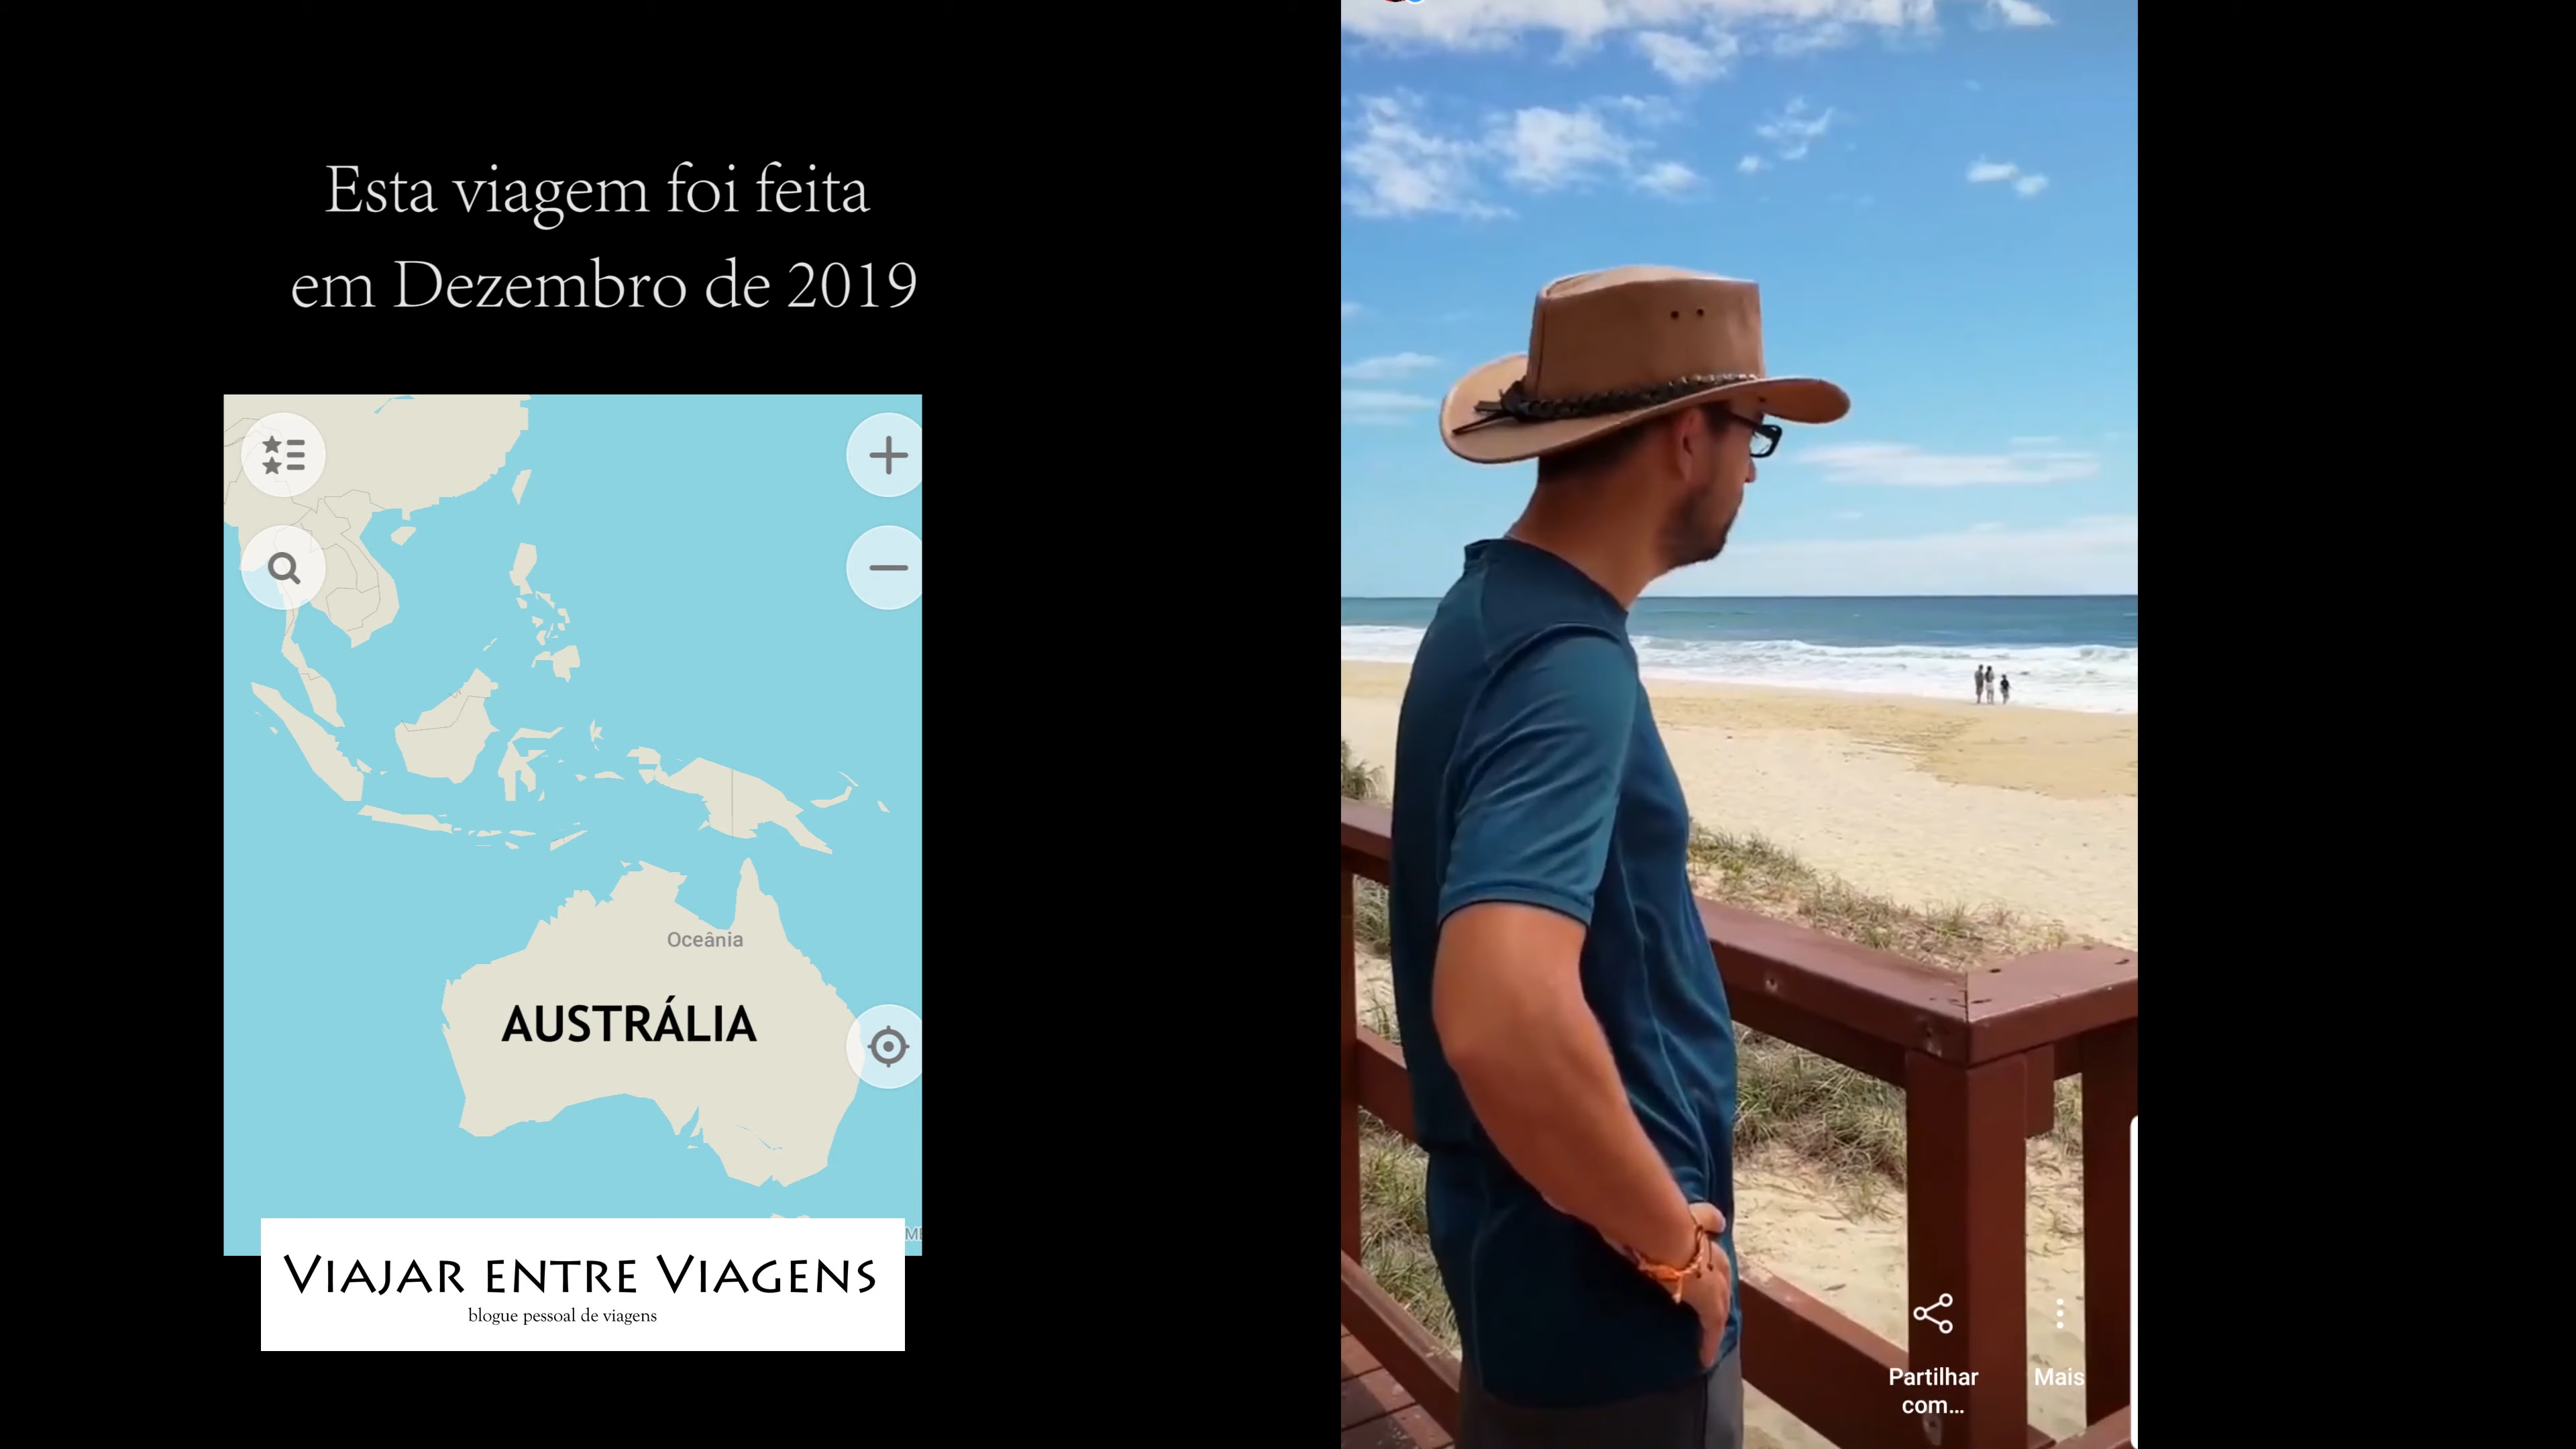 Esta viagem foi feita
em Dezembro de 2019
Oceânia
AUSTRÁLIA
VIAJAR ENTRE VIAGENS
blogue pessoal de viagens
Partilhar
com...
Mais